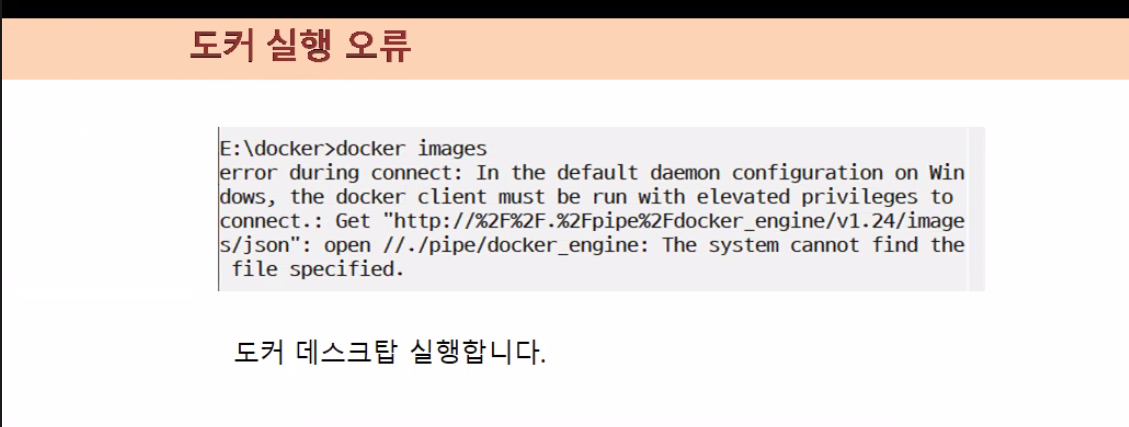 도커 실행 오류
E:\docker>docker images
error during connect: In the default daemon configuration on Win
dows, the docker client must be run with elevated privileges to
connect.: Get "http://%2F%2F.%2Fpipe%2Fdocker_engine/v1.24/image
s/json": open //./pipe/docker_engine: The system cannot find the
 file specified.
도커 데스크탑 실행합니다.